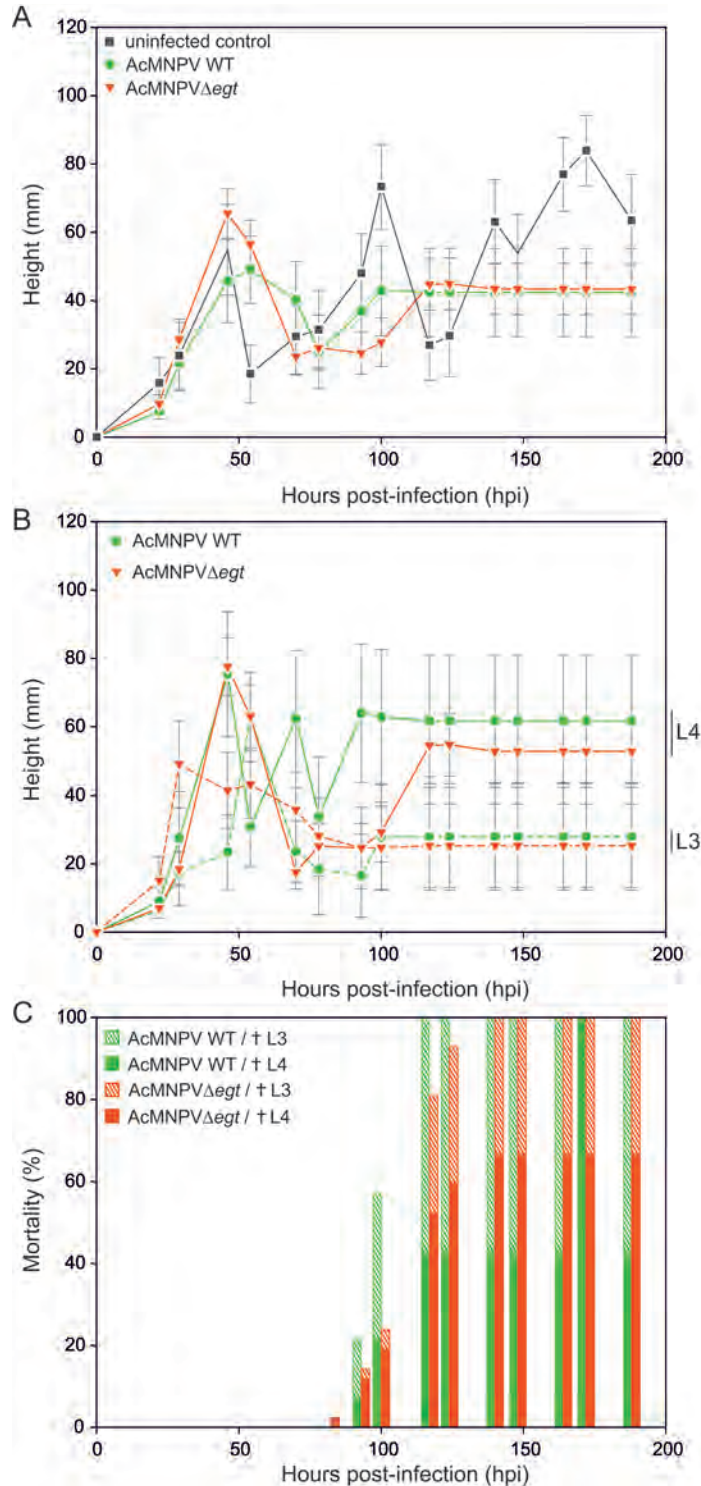 A
120
100
80
60
40
20
0
Height (mm)
uninfected control
AcMNPV WT
AcMNPVΔegt
0 50 100 150 200
Hours post-infection (hpi)
B
120
100
80
60
40
20
0
Height (mm)
AcMNPV WT
AcMNPVΔegt
L4
L3
0 50 100 150 200
Hours post-infection (hpi)
C
100
80
60
40
20
0
Mortality (%)
AcMNPV WT / † L3
AcMNPV WT / † L4
AcMNPVΔegt / † L3
AcMNPVΔegt / † L4
0 50 100 150 200
Hours post-infection (hpi)